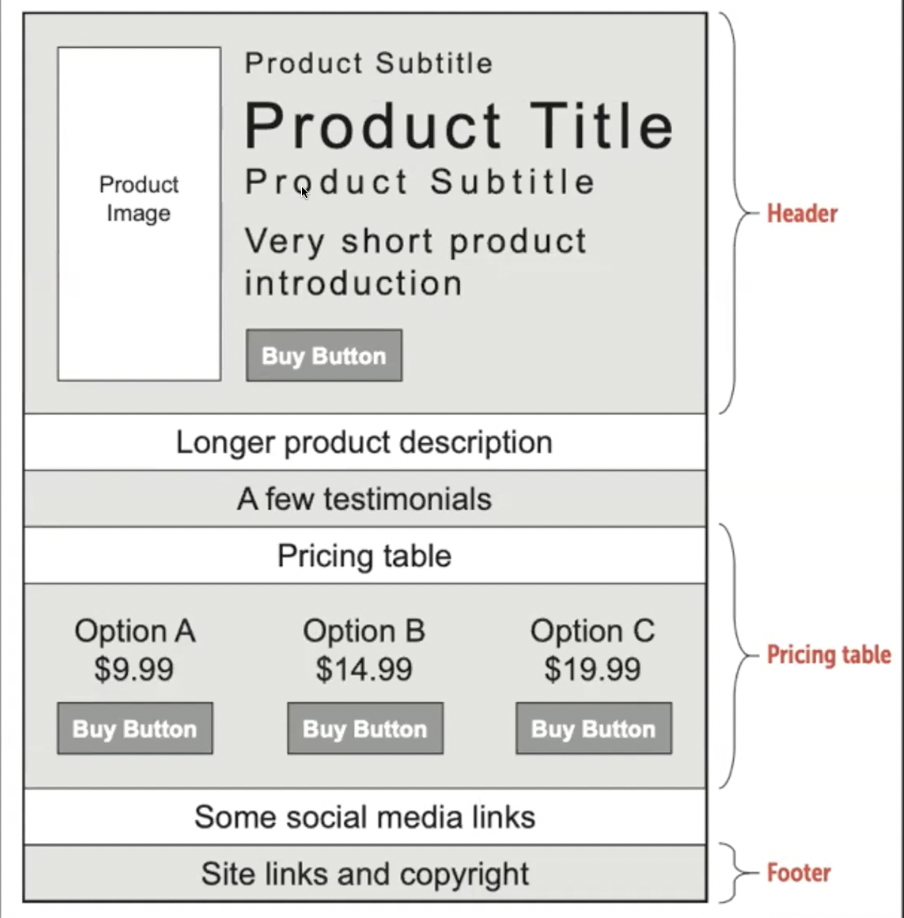 Product Subtitle
Product Title
Product Subtitle
Product
Image
Very short product
introduction
Buy Button
Header
Longer product description
A few testimonials
Pricing table
Option A
$9.99
Buy Button
Option B
$14.99
Buy Button
Option C
$19.99
Buy Button
Pricing table
Some social media links
Site links and copyright
Footer